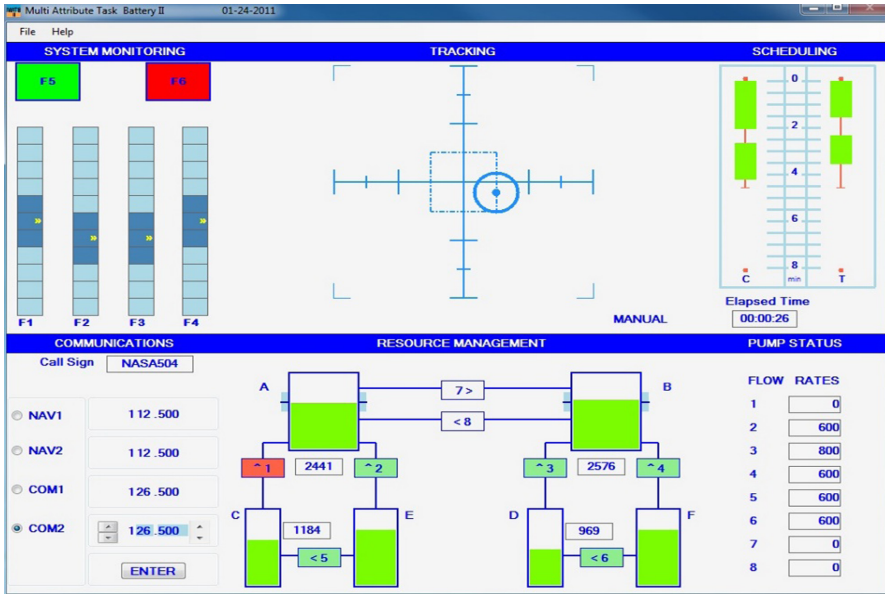 Multi Attribute Task Battery II 01-24-2011
File Help
SYSTEM MONITORING TRACKING SCHEDULING
F5 F6
0
2
4
6
8
C min T
F1 F2 F3 F4
MANUAL
Elapsed Time
00:00:26
COMMUNICATIONS RESOURCE MANAGEMENT PUMP STATUS
Call Sign NASA504
NAV1 112.500
NAV2 112.500
COM1 126.500
COM2 126.500
ENTER
A 7> B
<8
^1 2441 ^2 ^3 2576 ^4
C 1184 E D 969 F
<5 <6
FLOW RATES
1 0
2 600
3 800
4 600
5 600
6 600
7 0
8 0